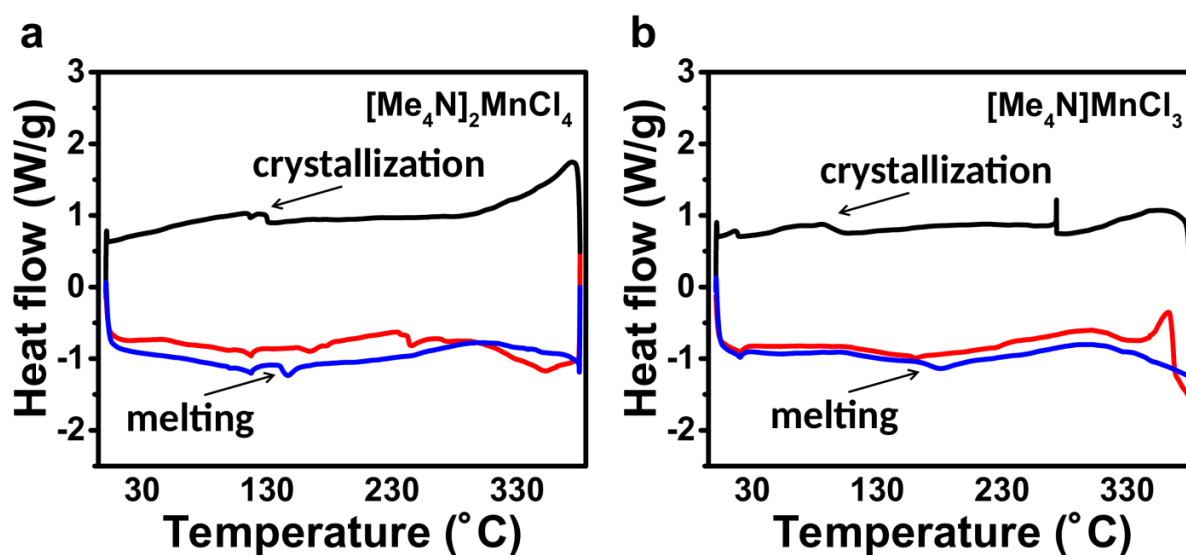 a
[Me₄N]₂MnCl₄
crystallization
melting
Heat flow (W/g)
3
2
1
0
-1
-2
30 130 230 330
Temperature (˚C)
b
[Me₄N]MnCl₃
crystallization
melting
Heat flow (W/g)
3
2
1
0
-1
-2
30 130 230 330
Temperature (˚C)